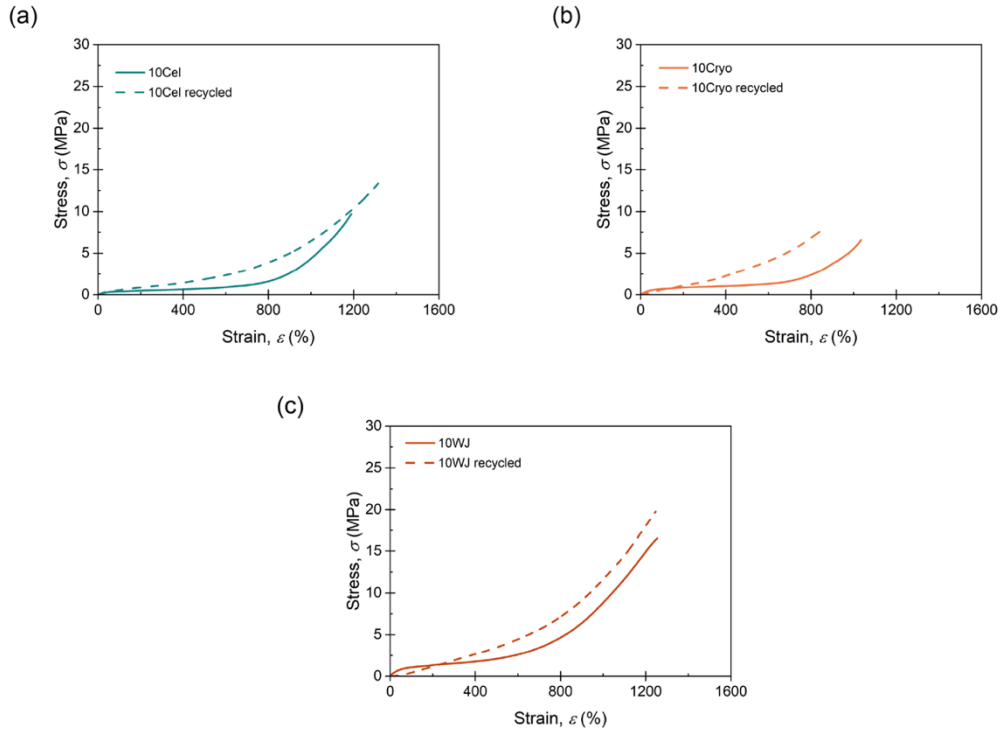 (a)
30
25
20
15
10
5
0
Stress, σ (MPa)
10Cel
10Cel recycled
0 400 800 1200 1600
Strain, ε (%)
(b)
30
25
20
15
10
5
0
Stress, σ (MPa)
10Cryo
10Cryo recycled
0 400 800 1200 1600
Strain, ε (%)
(c)
30
25
20
15
10
5
0
Stress, σ (MPa)
10WJ
10WJ recycled
0 400 800 1200 1600
Strain, ε (%)